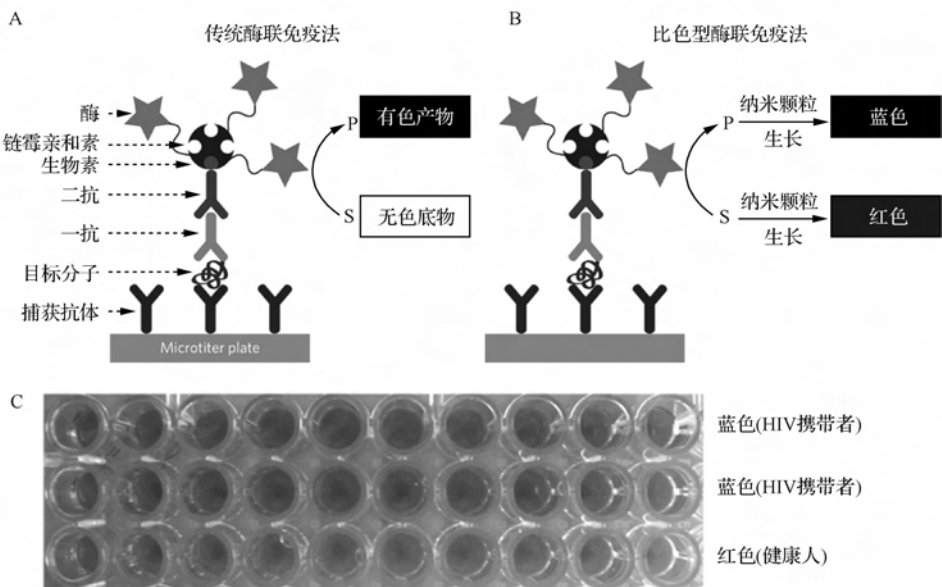 A
传统酶联免疫法
酶
链霉亲和素
生物素
二抗
一抗
目标分子
捕获抗体
P
有色产物
S
无色底物
Microtiter plate
B
比色型酶联免疫法
P
纳米颗粒
生长
蓝色
S
纳米颗粒
生长
红色
C
蓝色(HIV携带者)
蓝色(HIV携带者)
红色(健康人)